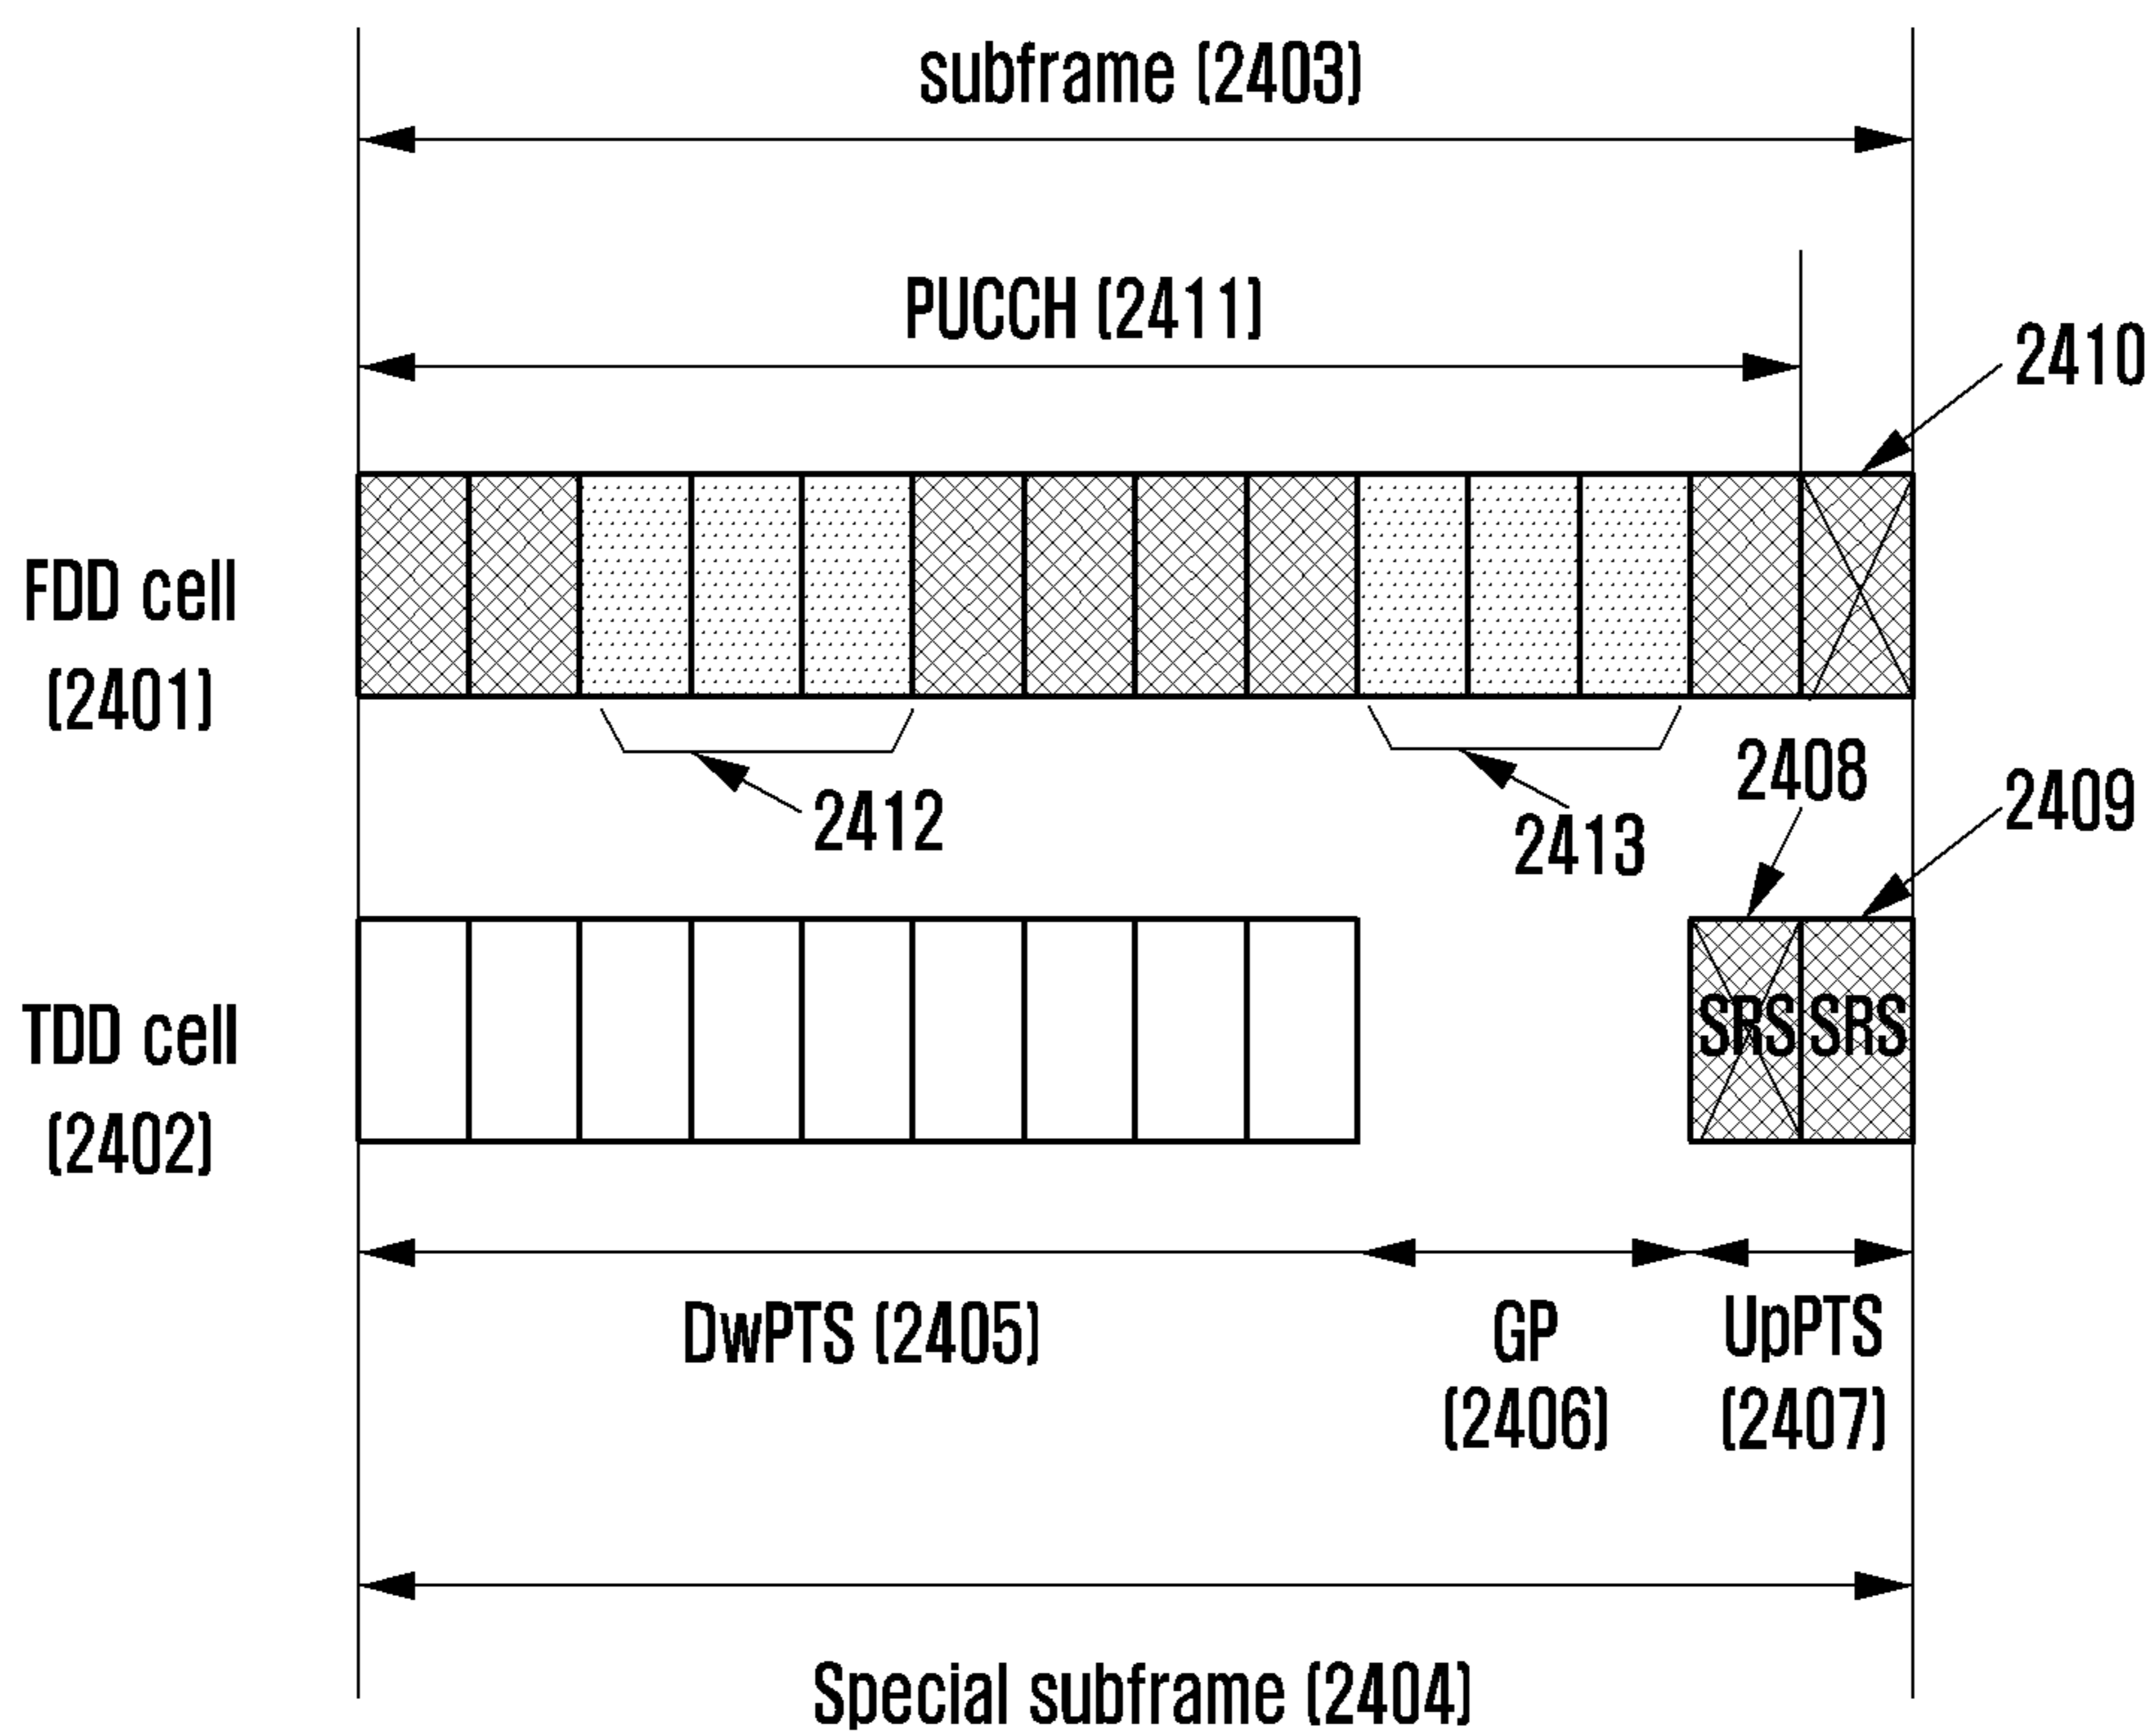 subframe (2403)
PUCCH (2411)
2410
FDD cell
(2401)
2412
2413
2408
2409
TDD cell
(2402)
SRS SRS
DwPTS (2405)
GP
(2406)
UpPTS
(2407)
Special subframe (2404)